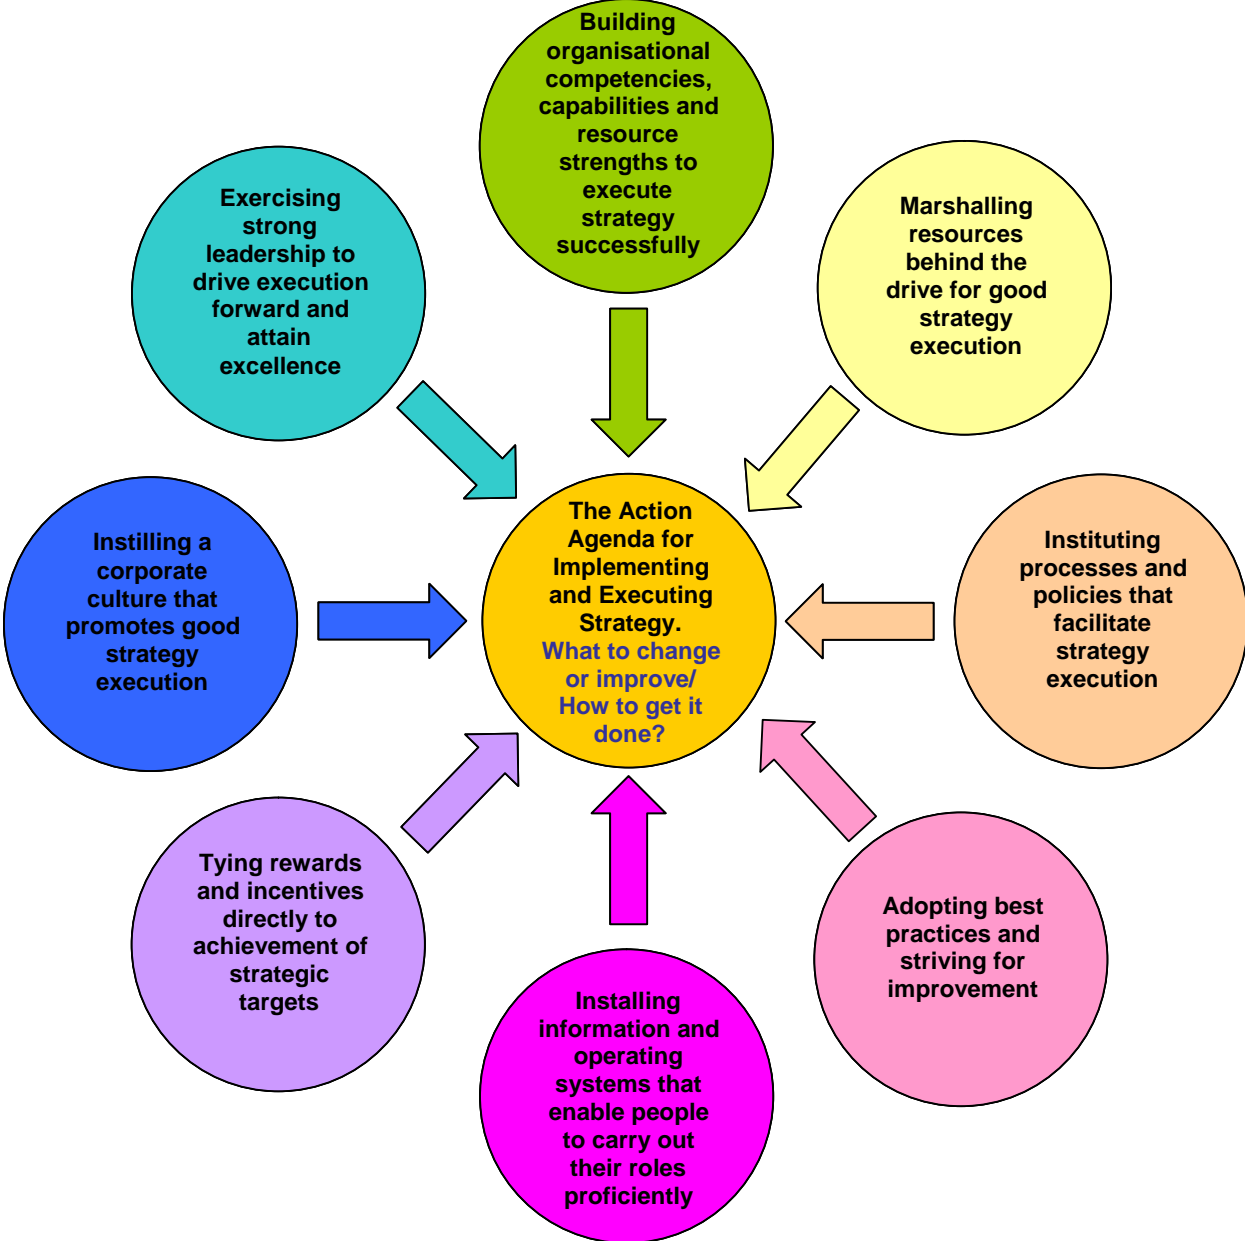 Building
organisational
competencies,
capabilities and
resource
strengths to
execute
strategy
successfully
Marshalling
resources
behind the
drive for good
strategy
execution
Instituting
processes and
policies that
facilitate
strategy
execution
Adopting best
practices and
striving for
improvement
Installing
information and
operating
systems that
enable people
to carry out
their roles
proficiently
Tying rewards
and incentives
directly to
achievement of
strategic
targets
Instilling a
corporate
culture that
promotes good
strategy
execution
Exercising
strong
leadership to
drive execution
forward and
attain
excellence
The Action
Agenda for
Implementing
and Executing
Strategy.
What to change
or improve/
How to get it
done?